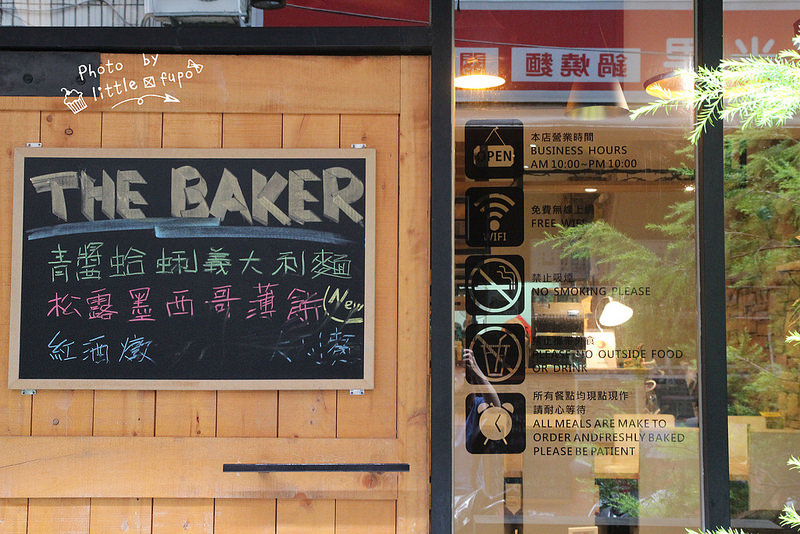 photo by
little fupo
THE BAKER
青醬蛤蜊義大利麵
松露墨西哥薄餅(New
紅酒燉
鍋燒麵
OPEN
本店營業時間
BUSINESS HOURS
AM 10:00~PM 10:00
WIFI
免費無線上網
FREE WIFI
禁止吸煙
NO SMOKING PLEASE
PLEASE NO OUTSIDE FOOD
OR DRINK
所有餐點均現點現作
請耐心等待
ALL MEALS ARE MAKE TO
ORDER ANDFRESHLY BAKED
PLEASE BE PATIENT